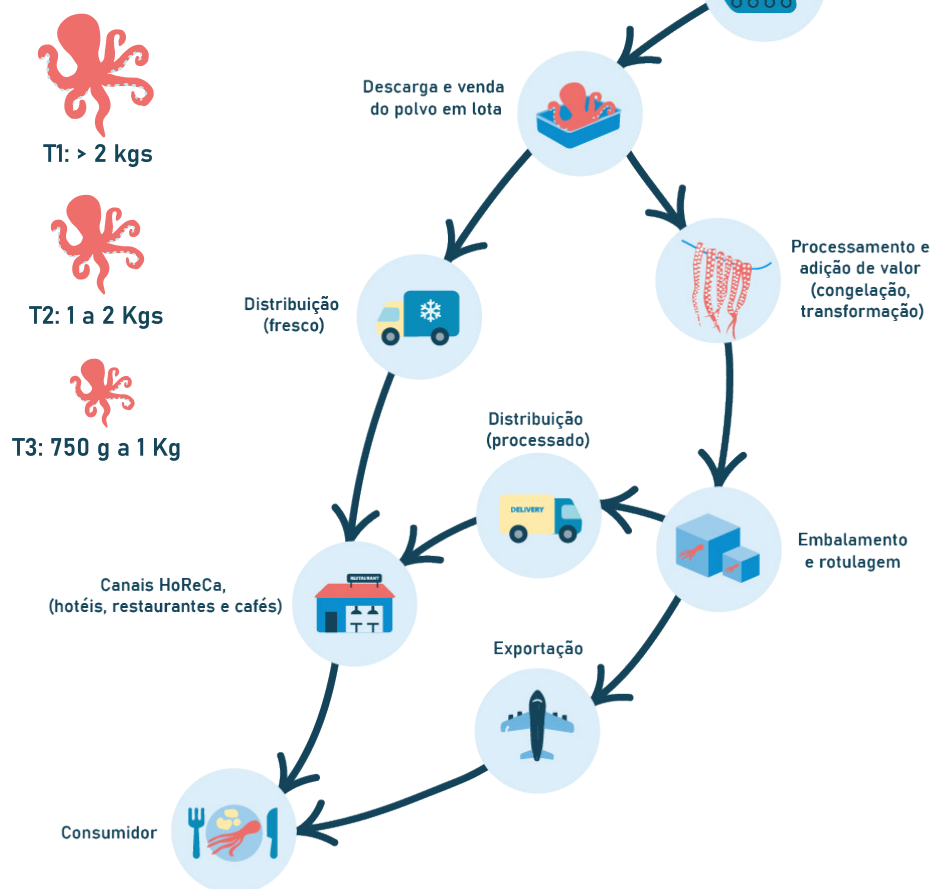 T1: > 2 kgs
T2: 1 a 2 Kgs
T3: 750 g a 1 Kg
Descarga e venda
do polvo em lota
Distribuição
(fresco)
Processamento e
adição de valor
(congelação,
transformação)
Distribuição
(processado)
DELIVERY
Embalamento
e rotulagem
Canais HoReCa,
(hotéis, restaurantes e cafés)
RESTAURANT
Exportação
Consumidor